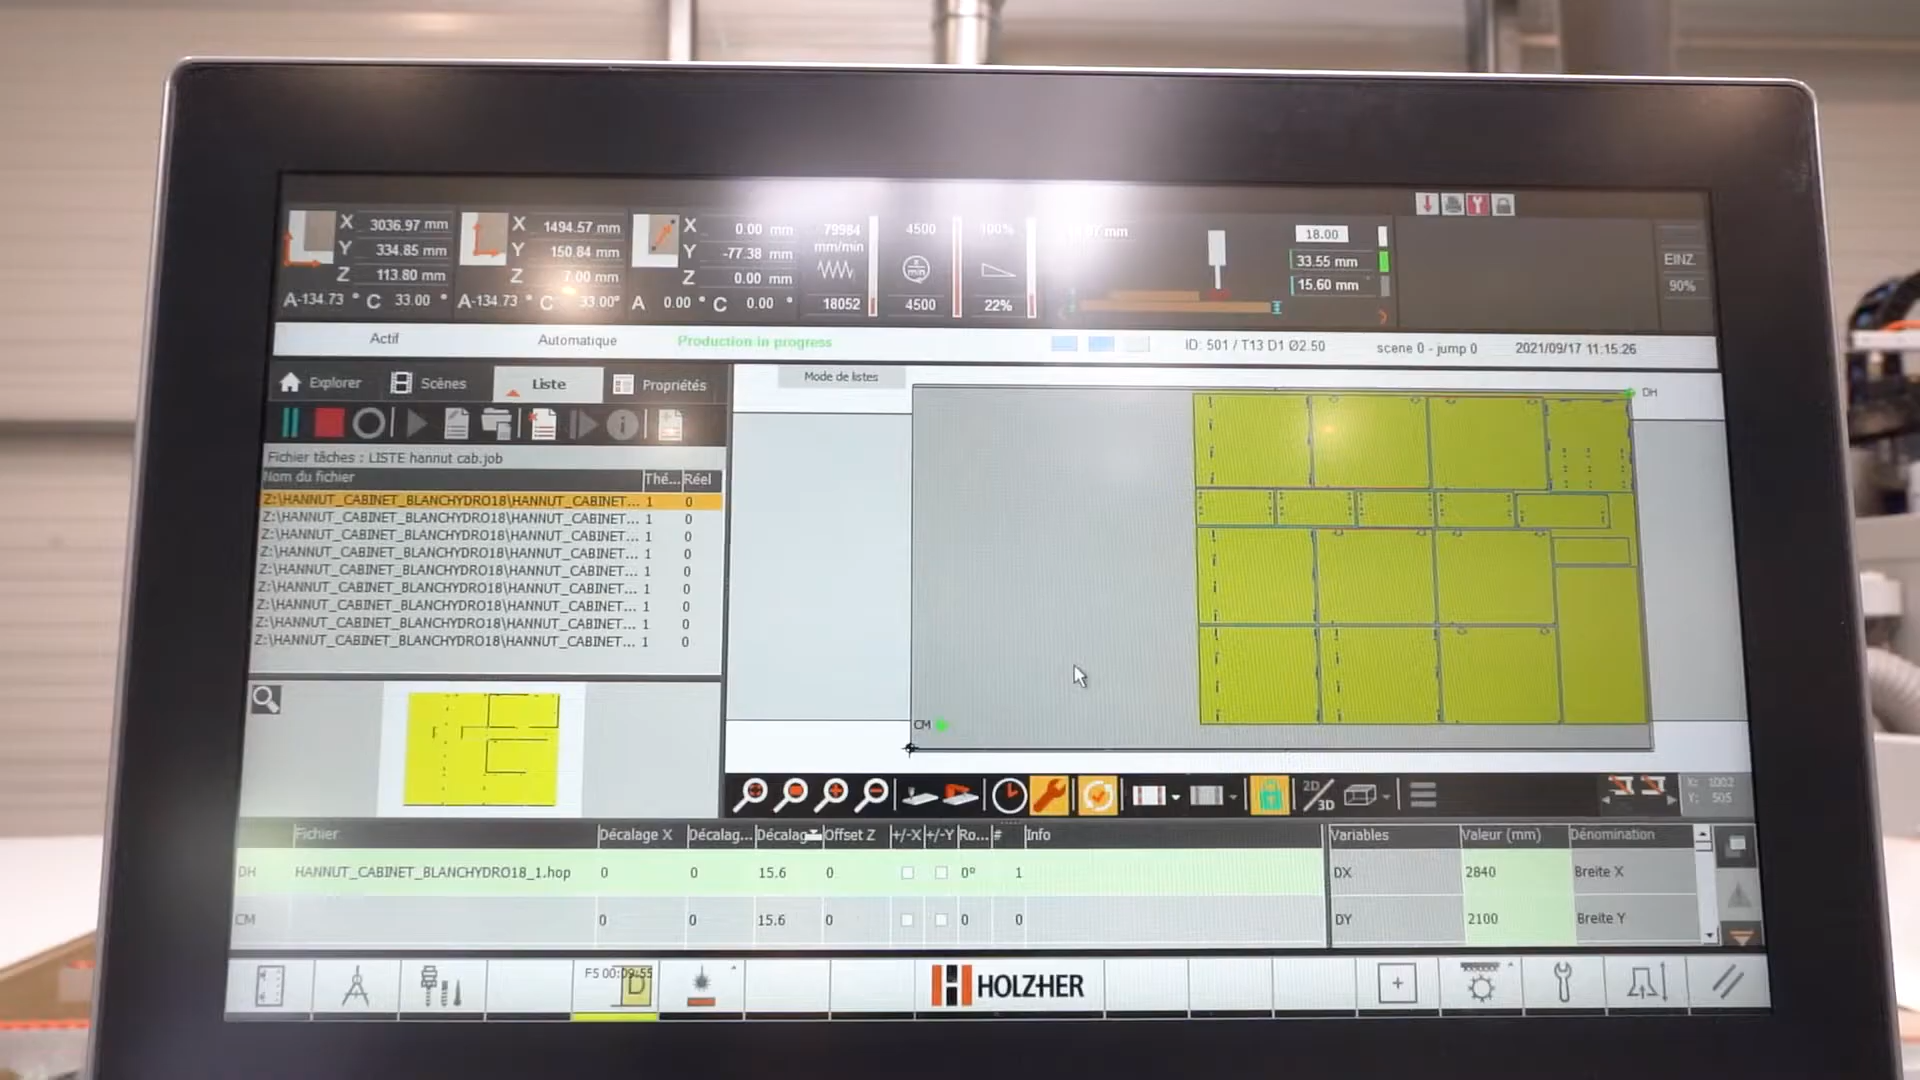 X 3036.97 mm X 1494.57 mm X 0.00 mm 79984 4500 100% mm 18.00
Y 334.85 mm Y 150.84 mm Y -77.38 mm mm/min min 33.55 mm EINZ.
Z 113.80 mm Z 7.00 mm Z 0.00 mm 15.60 mm 90%
A-134.73 ° C 33.00 ° A-134.73 ° C 33.00° A 0.00 ° C 0.00 ° 18052 4500 22%
Actif Automatique Production in progress ID: 501 / T13 D1 Ø2.50 scene 0 - jump 0 2021/09/17 11:15:26
Explorer Scènes Liste Propriétés Mode de listes
DH
Fichier tâches : LISTE hannut cab.job
Nom du fichier Thé... Réel
Z:\HANNUT_CABINET_BLANCHYDRO18\HANNUT_CABINET... 1 0
Z:\HANNUT_CABINET_BLANCHYDRO18\HANNUT_CABINET... 1 0
Z:\HANNUT_CABINET_BLANCHYDRO18\HANNUT_CABINET... 1 0
Z:\HANNUT_CABINET_BLANCHYDRO18\HANNUT_CABINET... 1 0
Z:\HANNUT_CABINET_BLANCHYDRO18\HANNUT_CABINET... 1 0
Z:\HANNUT_CABINET_BLANCHYDRO18\HANNUT_CABINET... 1 0
Z:\HANNUT_CABINET_BLANCHYDRO18\HANNUT_CABINET... 1 0
Z:\HANNUT_CABINET_BLANCHYDRO18\HANNUT_CABINET... 1 0
Z:\HANNUT_CABINET_BLANCHYDRO18\HANNUT_CABINET... 1 0
CM
2D/3D X: 1002
Y: 505
Fichier Décalage X Décalag... Décalag Offset Z +/-X +/-Y Ro... # Info Variables Valeur (mm) Dénomination
DH HANNUT_CABINET_BLANCHYDRO18_1.hop 0 0 15.6 0 0º 1 DX 2840 Breite X
CM 0 0 15.6 0 0 0 DY 2100 Breite Y
F5 00:09:55
D
HOLZHER